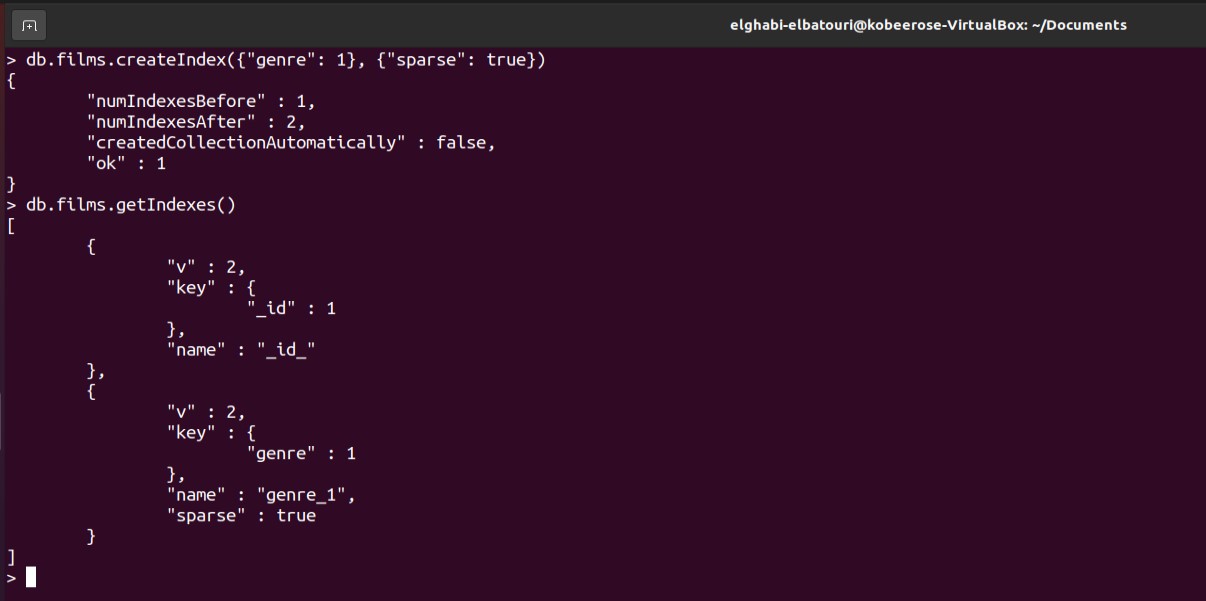 elghabi-elbatouri@kobeerose-VirtualBox: ~/Documents
> db.films.createIndex({"genre": 1}, {"sparse": true})
{
        "numIndexesBefore" : 1,
        "numIndexesAfter" : 2,
        "createdCollectionAutomatically" : false,
        "ok" : 1
}
> db.films.getIndexes()
[
        {
                "v" : 2,
                "key" : {
                        "_id" : 1
                },
                "name" : "_id_"
        },
        {
                "v" : 2,
                "key" : {
                        "genre" : 1
                },
                "name" : "genre_1",
                "sparse" : true
        }
]
>